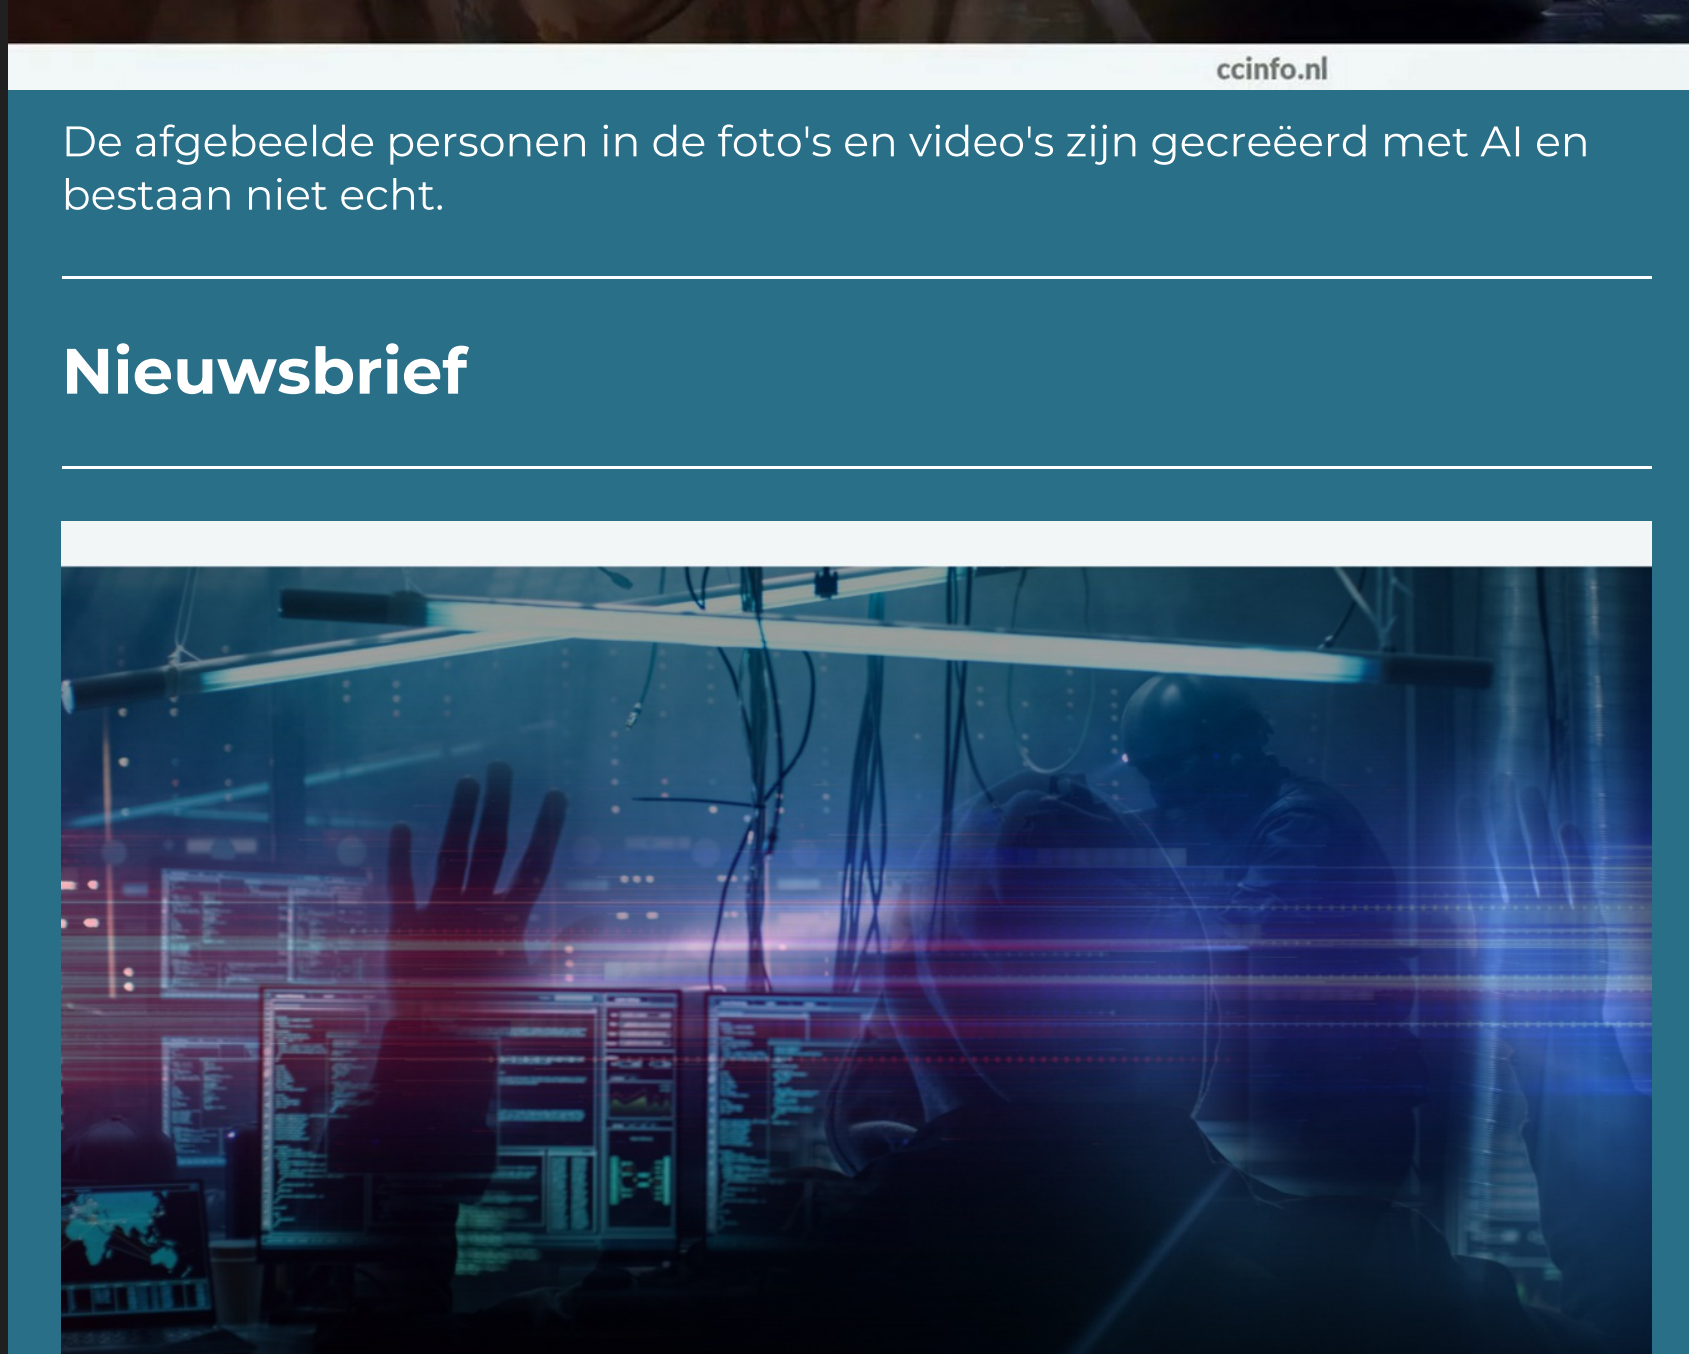 ccinfo.nl
De afgebeelde personen in de foto's en video's zijn gecreëerd met AI en
bestaan niet echt.
Nieuwsbrief